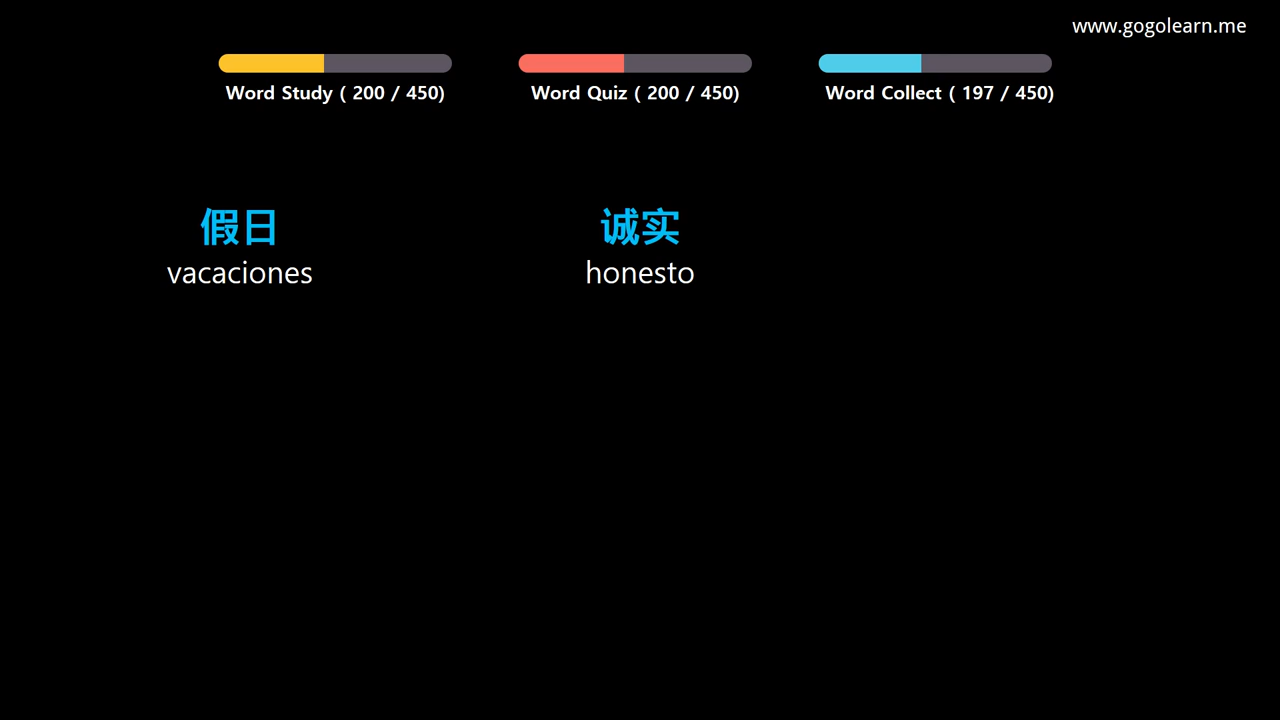 www.gogolearn.me
Word Study ( 200 / 450)
Word Quiz ( 200 / 450)
Word Collect ( 197 / 450)
假日
vacaciones
诚实
honesto